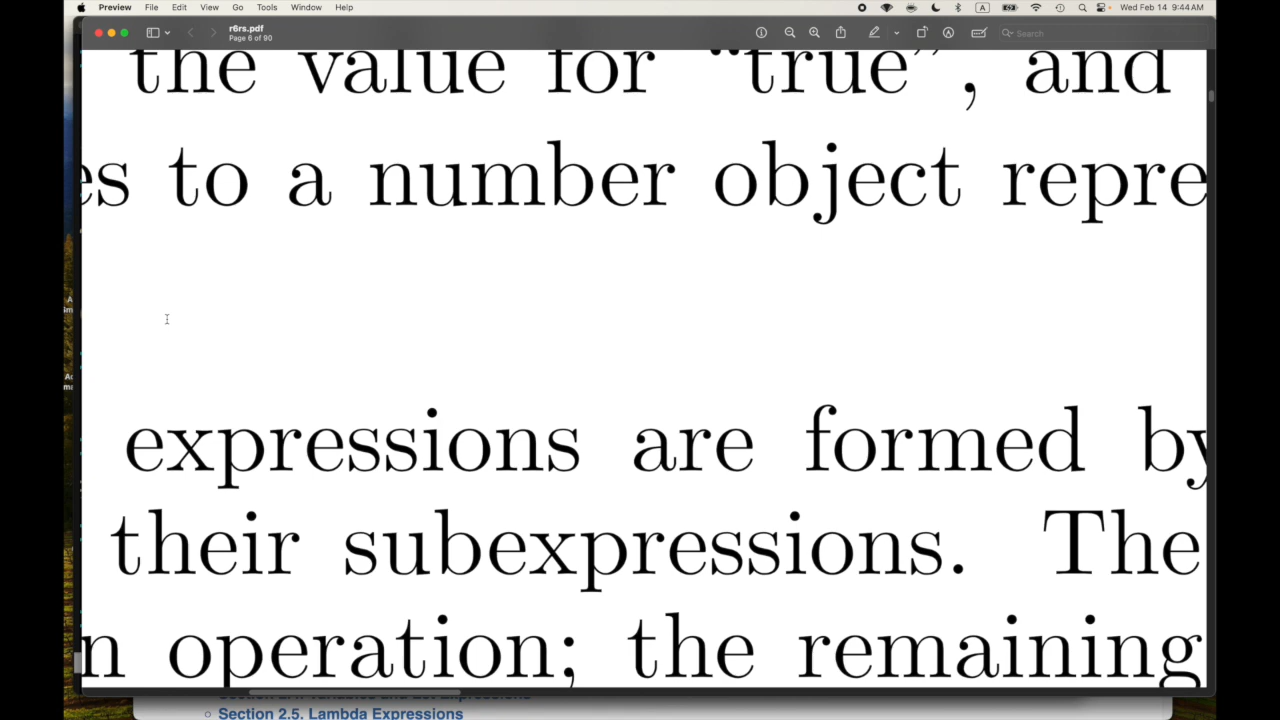 Preview File Edit View Go Tools Window Help
Wed Feb 14 9:44 AM
r6rs.pdf
Page 6 of 90
Search
the value for “true”, and
es to a number object repre
expressions are formed by
their subexpressions. The
n operation; the remaining
Section 2.5. Lambda Expressions